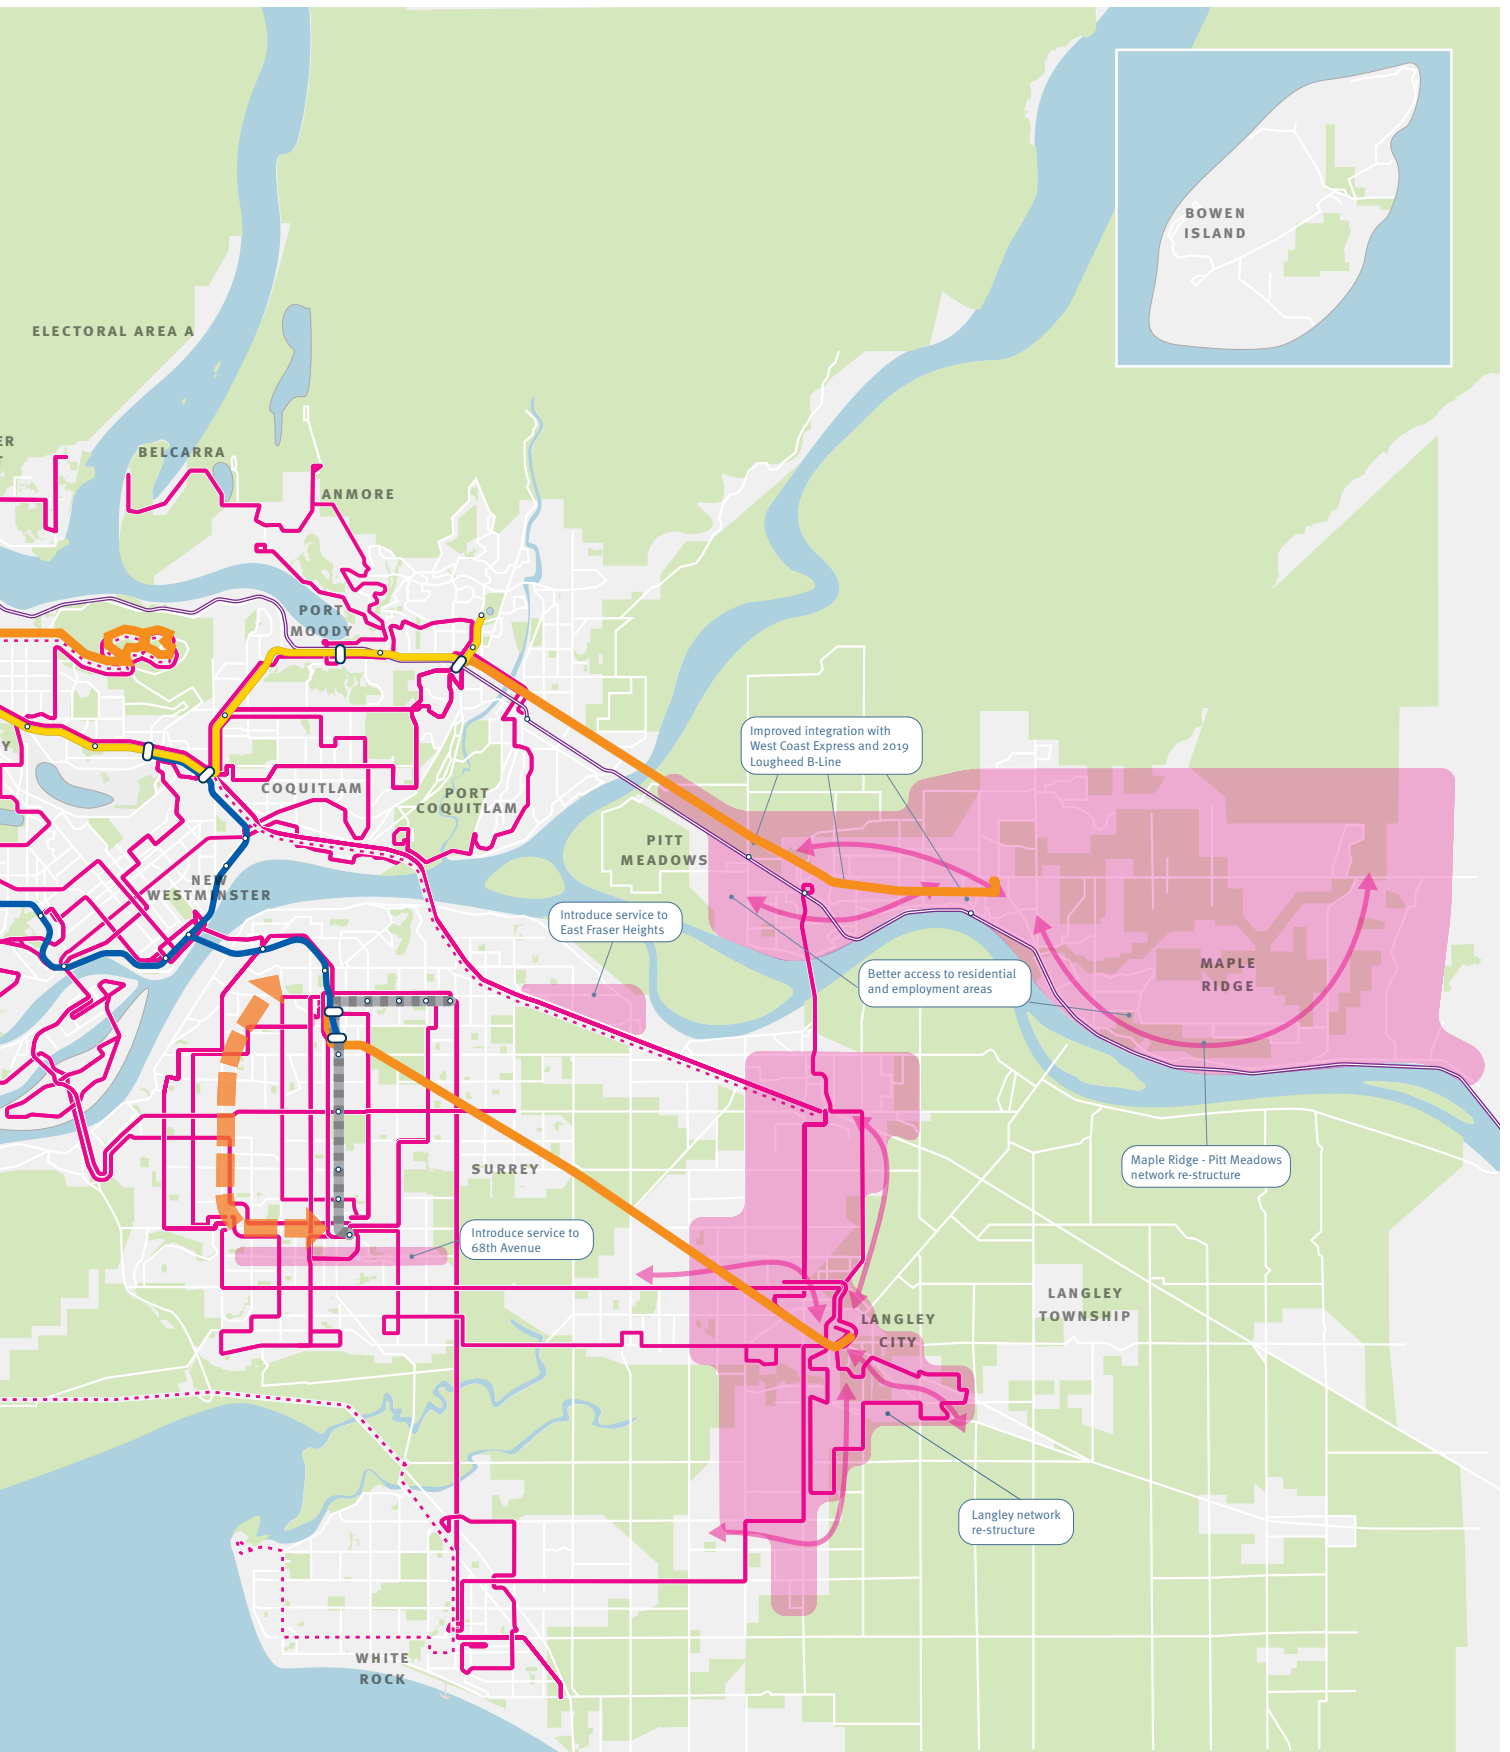 BOWEN
ISLAND
ELECTORAL AREA A
ER
BELCARRA
ANMORE
PORT
MOODY
Improved integration with
West Coast Express and 2019
Lougheed B-Line
Y
COQUITLAM
PORT
COQUITLAM
PITT
MEADOWS
NEW
WESTMINSTER
Introduce service to
East Fraser Heights
Better access to residential
and employment areas
MAPLE
RIDGE
SURREY
Maple Ridge - Pitt Meadows
network re-structure
Introduce service to
68th Avenue
LANGLEY
TOWNSHIP
LANGLEY
CITY
Langley network
re-structure
WHITE
ROCK